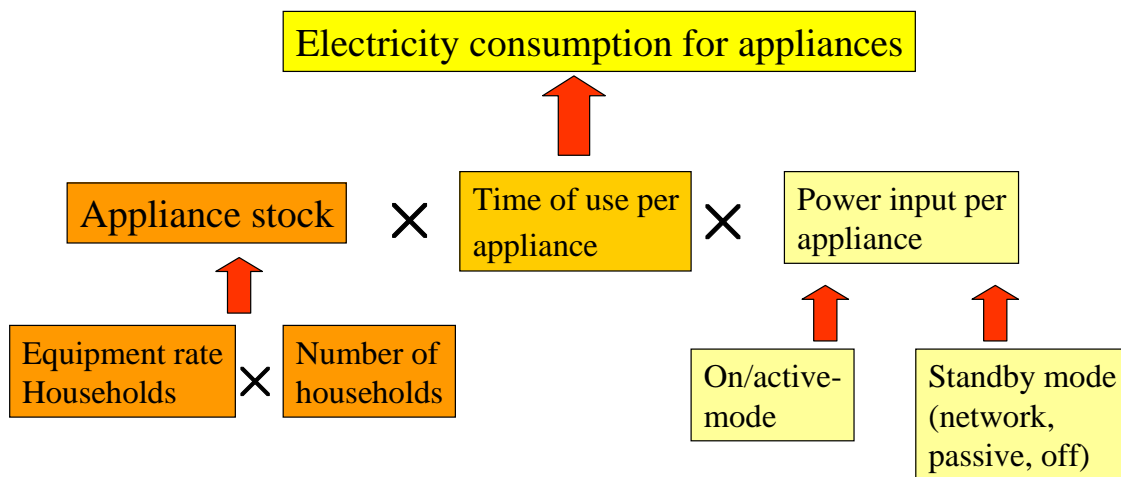 Electricity consumption for appliances
Appliance stock
Time of use per
appliance
Power input per
appliance
Equipment rate
Households
Number of
households
On/active-
mode
Standby mode
(network,
passive, off)